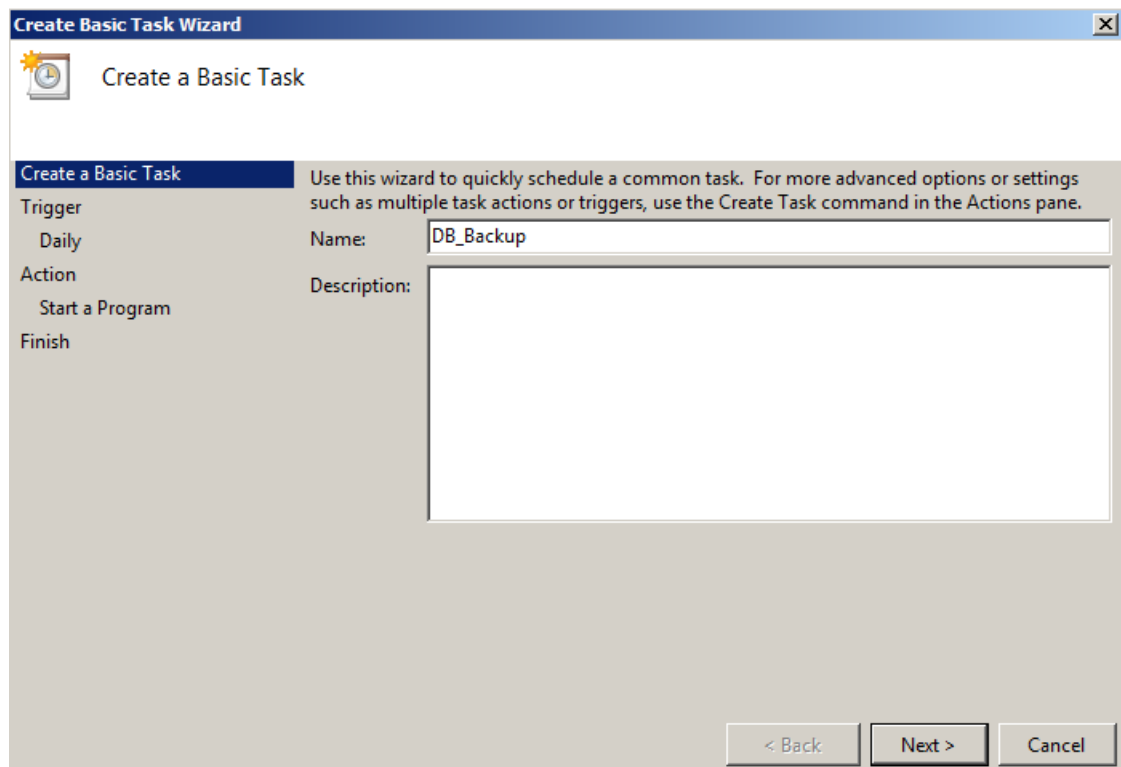 Create Basic Task Wizard
Create a Basic Task
Create a Basic Task
Trigger
Daily
Action
Start a Program
Finish
Use this wizard to quickly schedule a common task.  For more advanced options or settings
such as multiple task actions or triggers, use the Create Task command in the Actions pane.
Name: DB_Backup
Description:
< Back Next > Cancel